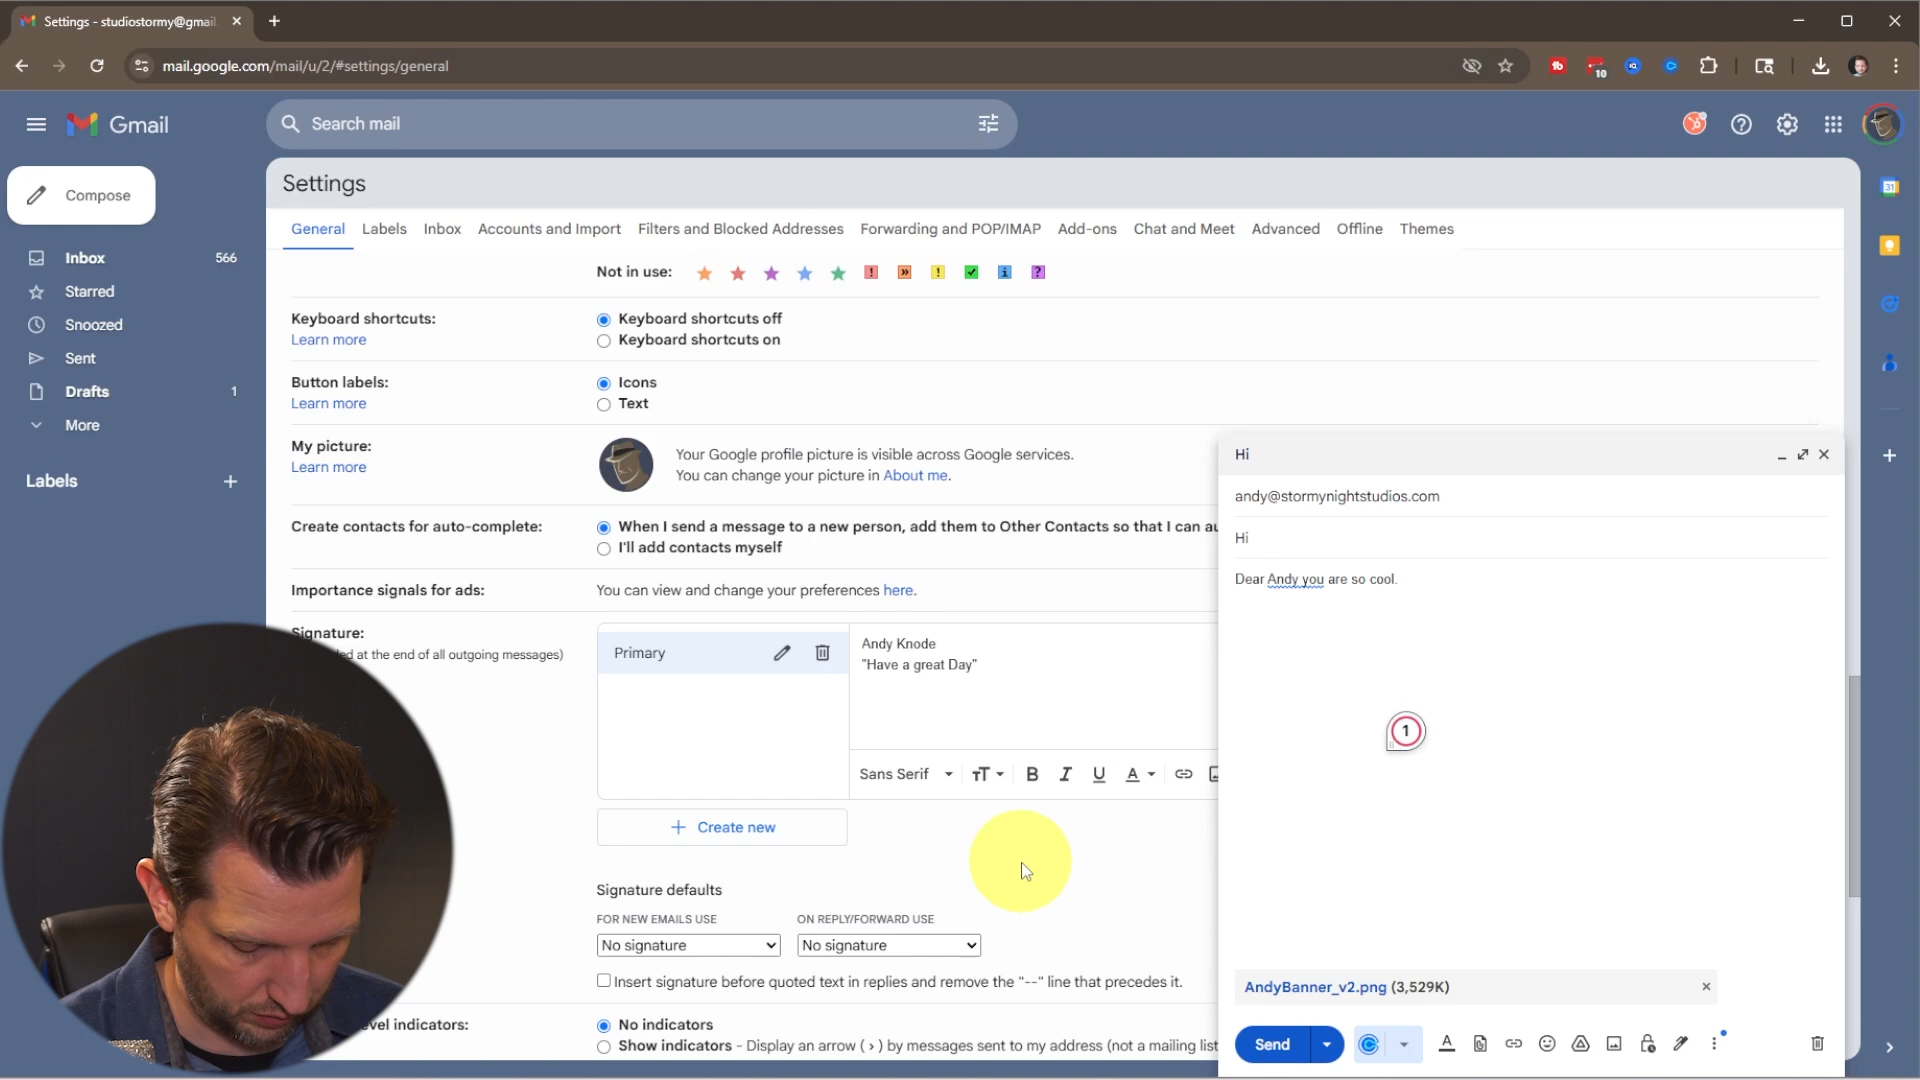 Settings - studiostormy@gmail
mail.google.com/mail/u/2/#settings/general
10
Gmail
Search mail
31
Compose
Inbox 566
Starred
Snoozed
Sent
Drafts 1
More
Labels
Settings
General Labels Inbox Accounts and Import Filters and Blocked Addresses Forwarding and POP/IMAP Add-ons Chat and Meet Advanced Offline Themes
Not in use:
Keyboard shortcuts:
Learn more
Keyboard shortcuts off
Keyboard shortcuts on
Button labels:
Learn more
Icons
Text
My picture:
Learn more
Your Google profile picture is visible across Google services.
You can change your picture in About me.
Create contacts for auto-complete:
When I send a message to a new person, add them to Other Contacts so that I can au
I'll add contacts myself
Importance signals for ads:
You can view and change your preferences here.
Signature:
ed at the end of all outgoing messages)
Primary
Andy Knode
"Have a great Day"
Sans Serif
Create new
Signature defaults
FOR NEW EMAILS USE
No signature
ON REPLY/FORWARD USE
No signature
Insert signature before quoted text in replies and remove the "--" line that precedes it.
evel indicators:
No indicators
Show indicators - Display an arrow ( › ) by messages sent to my address (not a mailing list
Hi
andy@stormynightstudios.com
Hi
Dear Andy you are so cool.
1
AndyBanner_v2.png (3,529K)
Send